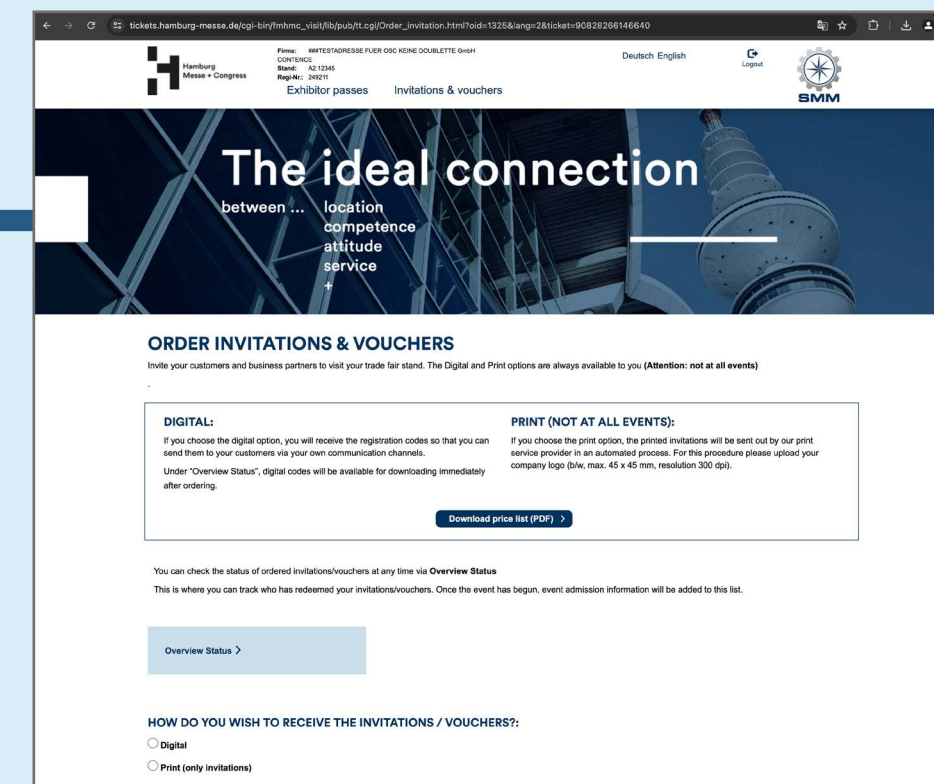 tickets.hamburg-messe.de/cgi-bin/fmhmc_visit/lib/pub/tt.cgi/Order_invitation.html?oid=1325&lang=2&ticket=90828266146640
Hamburg
Messe + Congress
Firma: ###TESTADRESSE FUER OSC KEINE DOUBLETTE GmbH
CONTENCE
Stand: A2.12345
Regi-Nr.: 249211
Exhibitor passes Invitations & vouchers
Deutsch English
Logout
SMM
The ideal connection
between ... location
competence
attitude
service
+
ORDER INVITATIONS & VOUCHERS
Invite your customers and business partners to visit your trade fair stand. The Digital and Print options are always available to you (Attention: not at all events)
.
DIGITAL:
If you choose the digital option, you will receive the registration codes so that you can
send them to your customers via your own communication channels.
Under "Overview Status", digital codes will be available for downloading immediately
after ordering.
PRINT (NOT AT ALL EVENTS):
If you choose the print option, the printed invitations will be sent out by our print
service provider in an automated process. For this procedure please upload your
company logo (b/w, max. 45 x 45 mm, resolution 300 dpi).
Download price list (PDF) >
You can check the status of ordered invitations/vouchers at any time via Overview Status
This is where you can track who has redeemed your invitations/vouchers. Once the event has begun, event admission information will be added to this list.
Overview Status >
HOW DO YOU WISH TO RECEIVE THE INVITATIONS / VOUCHERS?:
Digital
Print (only invitations)